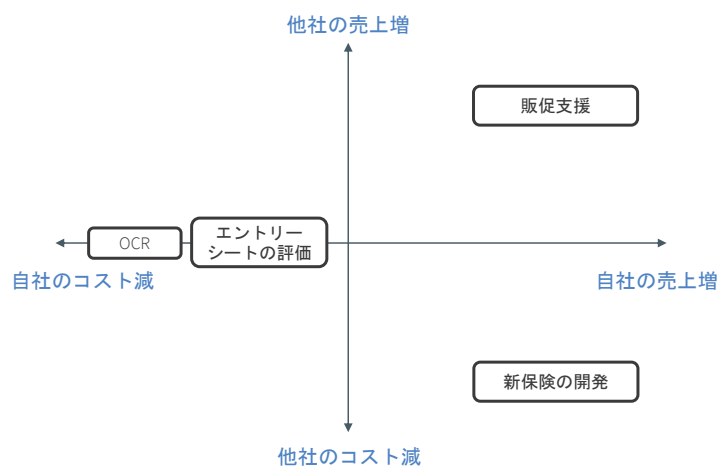 他社の売上増
販促支援
OCR
エントリー
シートの評価
自社のコスト減
自社の売上増
新保険の開発
他社のコスト減